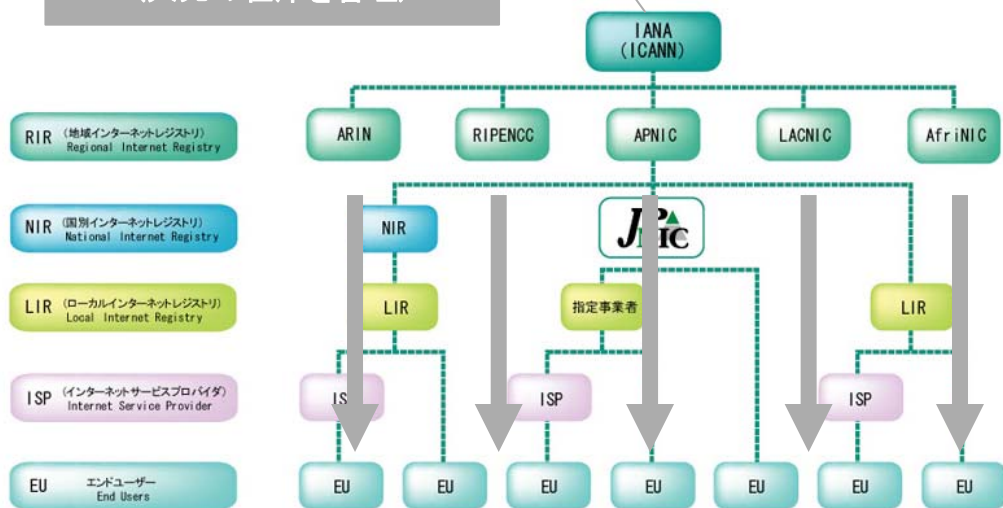 IANA
(ICANN)
RIR (地域インターネットレジストリ)
Regional Internet Registry
ARIN
RIPENCC
APNIC
LACNIC
AfriNIC
NIR (国別インターネットレジストリ)
National Internet Registry
NIR
JPNIC
LIR (ローカルインターネットレジストリ)
Local Internet Registry
LIR
指定事業者
LIR
ISP (インターネットサービスプロバイダ)
Internet Service Provider
IS
ISP
ISP
EU エンドユーザー
End Users
EU
EU
EU
EU
EU
EU
EU